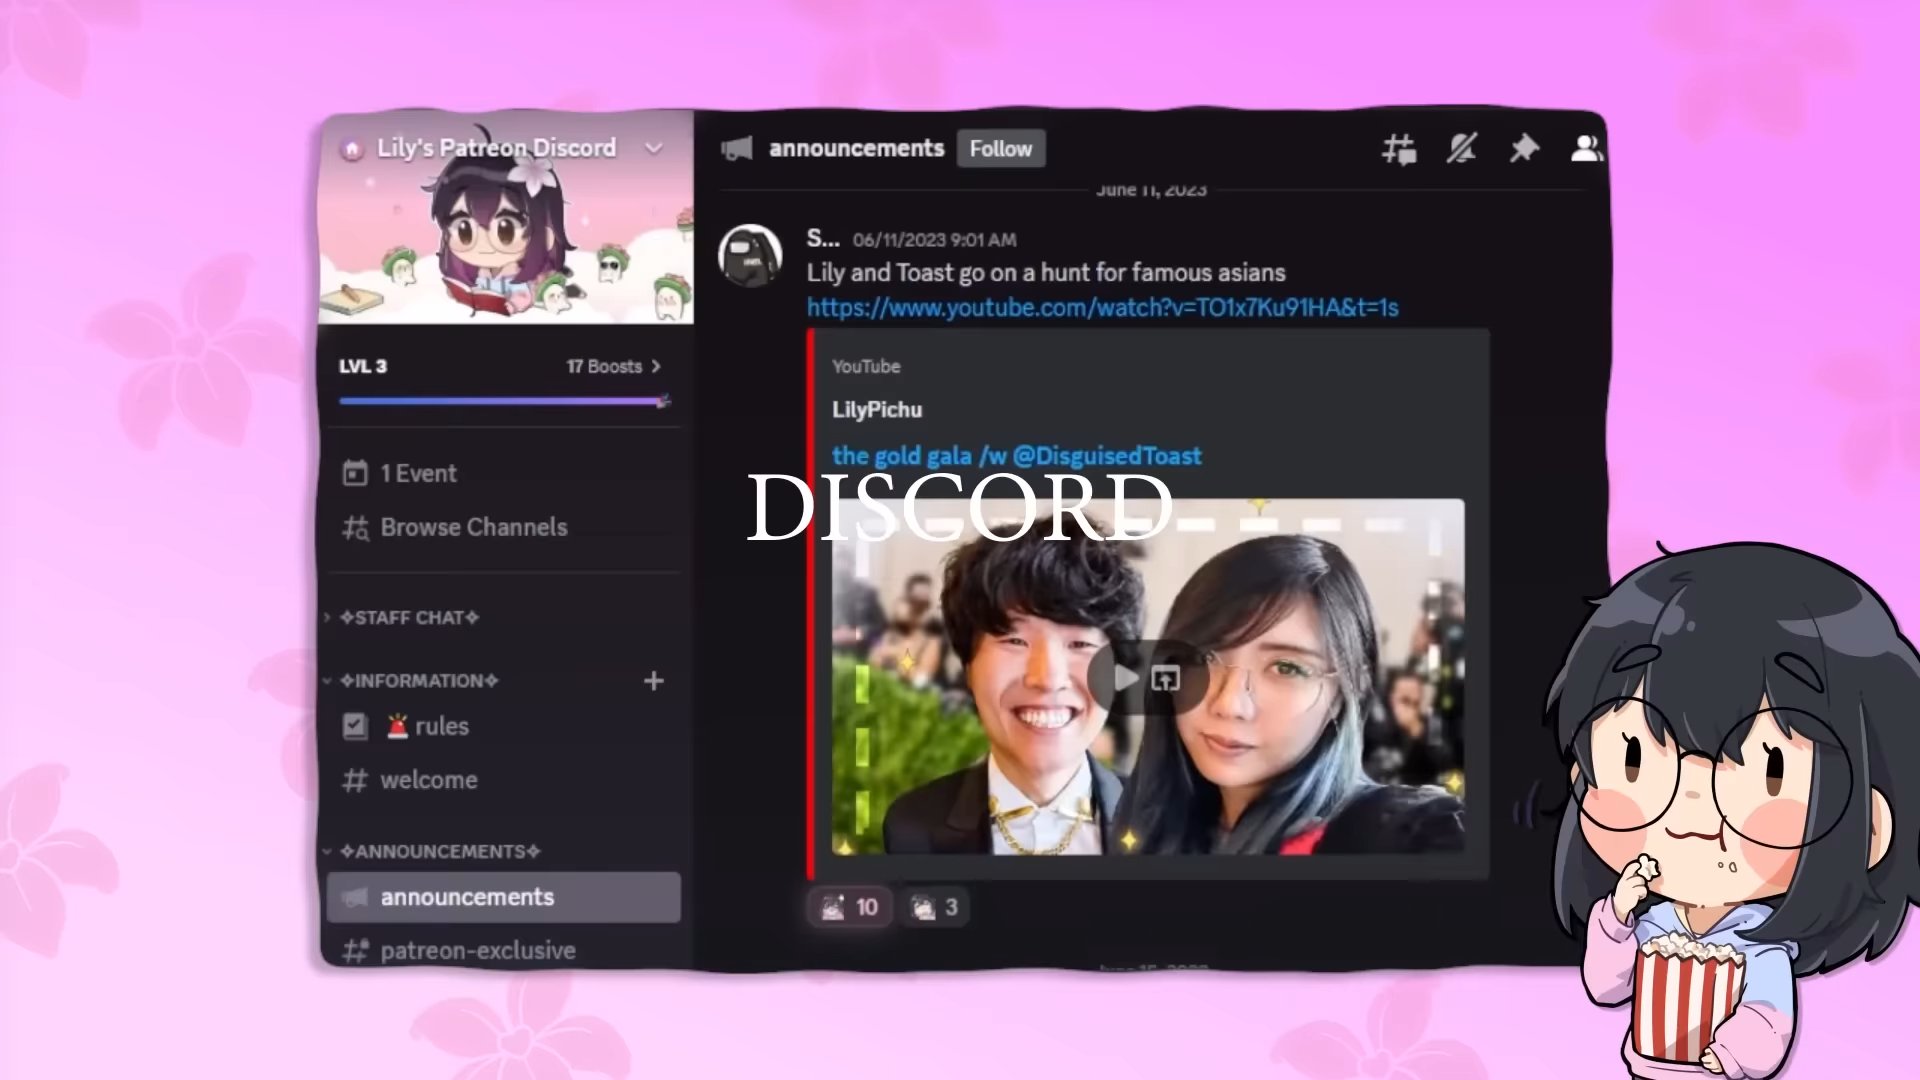 Lily's Patreon Discord
announcements
Follow
June 11, 2023
S... 06/11/2023 9:01 AM
Lily and Toast go on a hunt for famous asians
https://www.youtube.com/watch?v=TO1x7Ku91HA&t=1s
LVL 3
17 Boosts
YouTube
LilyPichu
the gold gala /w @DisguisedToast
DISCORD
1 Event
Browse Channels
✧STAFF CHAT✧
✧INFORMATION✧
rules
welcome
✧ANNOUNCEMENTS✧
announcements
patreon-exclusive
10
3